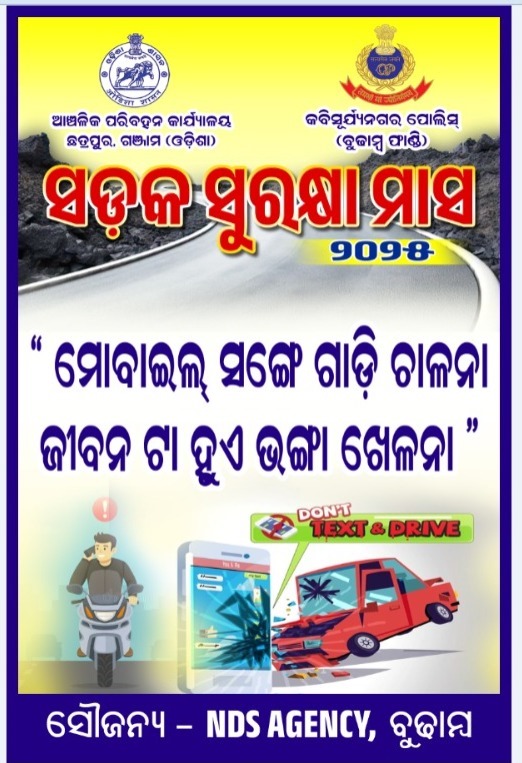 ଆଞ୍ଚଳିକ ପରିବହନ କାର୍ଯ୍ୟାଳୟ
ଛତ୍ରପୁର, ଗଞ୍ଜାମ (ଓଡ଼ିଶା)
କବିସୂର୍ଯ୍ୟନଗର ପୋଲିସ୍
(ବୁଢାମ୍ବ ଫାଣ୍ଡି)
ସଡ଼କ ସୁରକ୍ଷା ମାସ
୨୦୨୫
“ ମୋବାଇଲ୍ ସଙ୍ଗେ ଗାଡ଼ି ଚାଳନା
ଜୀବନ ଟା ହୁଏ ଭଙ୍ଗା ଖେଳନା ”
DON'T
TEXT & DRIVE
ସୌଜନ୍ୟ – NDS AGENCY, ବୁଢାମ୍ବ